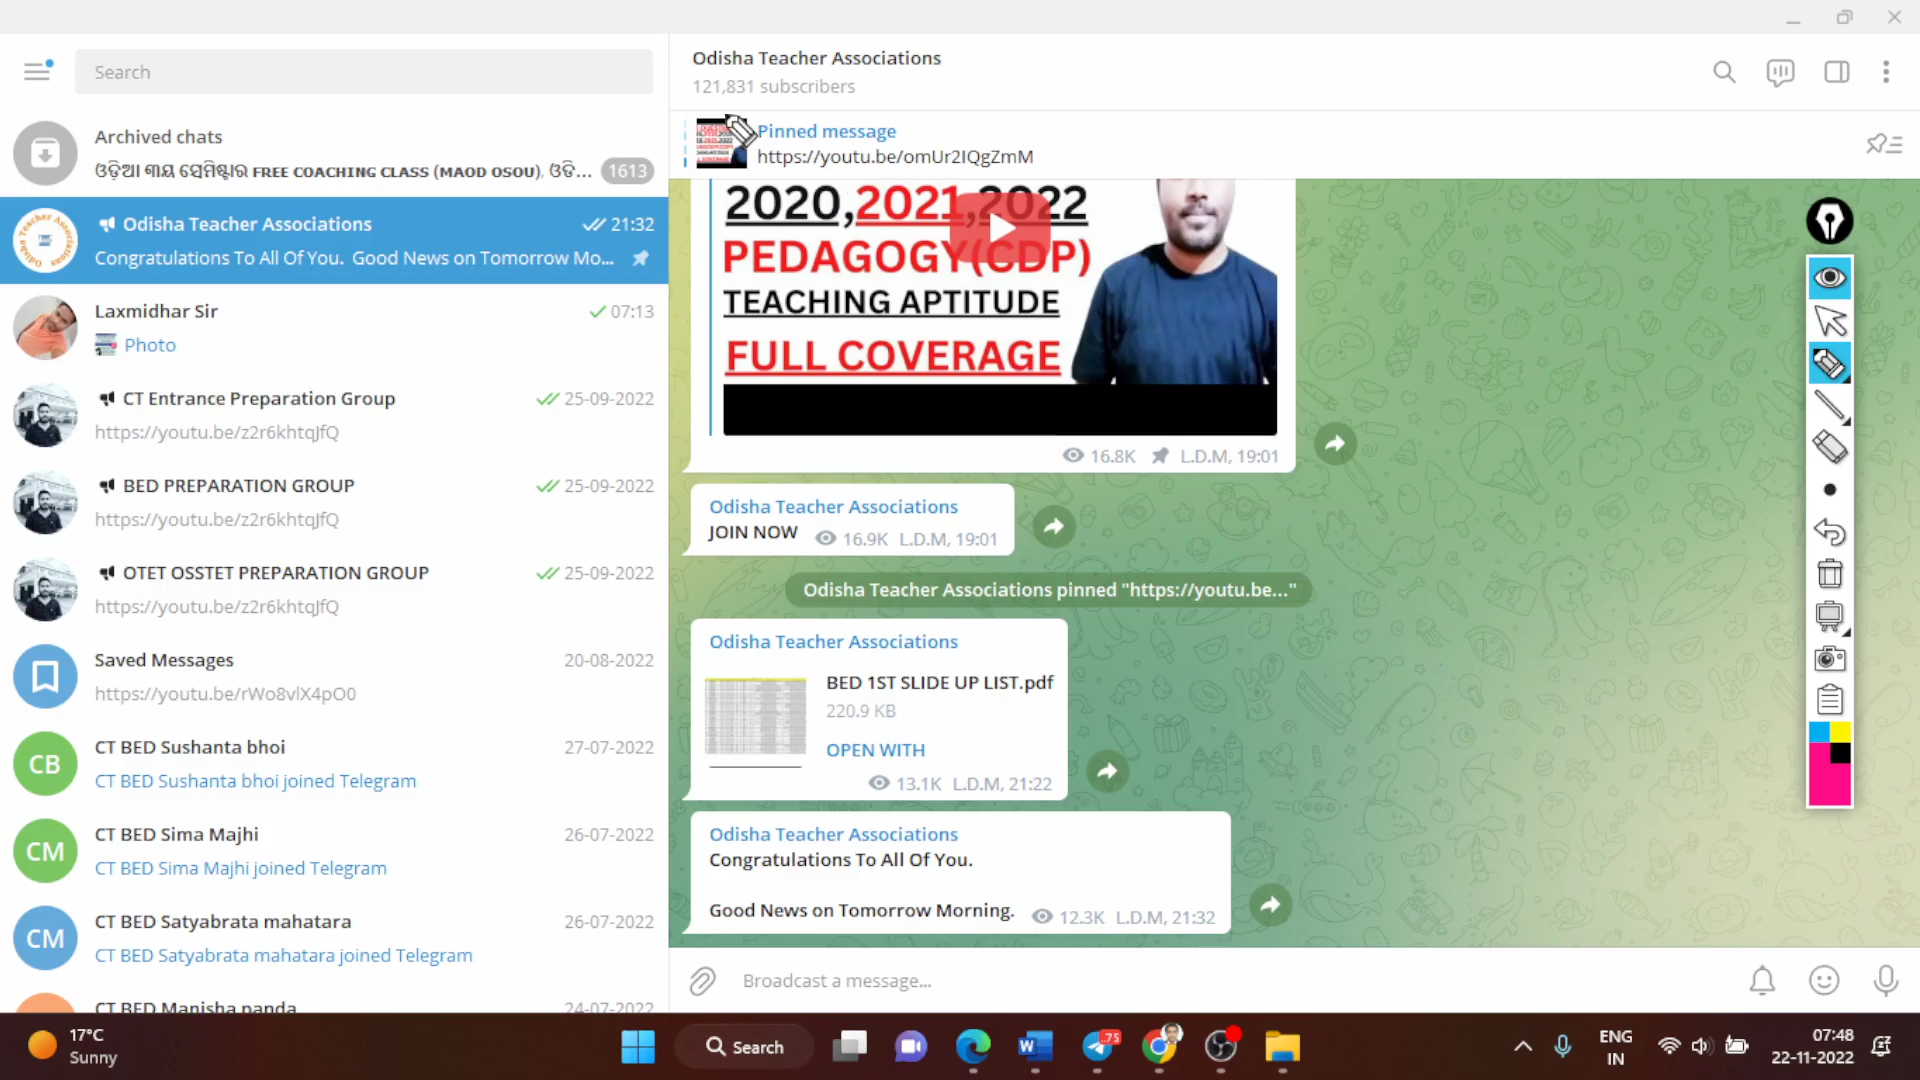 Search
Archived chats
ଓଡ଼ିଆ ୩ୟ ସେମିଷ୍ଟାର FREE COACHING CLASS (MAOD OSOU), ଓଡି... 1613
Odisha Teacher Associations 21:32
Congratulations To All Of You. Good News on Tomorrow Mo...
Laxmidhar Sir 07:13
Photo
CT Entrance Preparation Group 25-09-2022
https://youtu.be/z2r6khtqJfQ
BED PREPARATION GROUP 25-09-2022
https://youtu.be/z2r6khtqJfQ
OTET OSSTET PREPARATION GROUP 25-09-2022
https://youtu.be/z2r6khtqJfQ
Saved Messages 20-08-2022
https://youtu.be/rWo8vlX4pO0
CB
CT BED Sushanta bhoi 27-07-2022
CT BED Sushanta bhoi joined Telegram
CM
CT BED Sima Majhi 26-07-2022
CT BED Sima Majhi joined Telegram
CM
CT BED Satyabrata mahatara 26-07-2022
CT BED Satyabrata mahatara joined Telegram
CT BED Manisha panda 24-07-2022
Odisha Teacher Associations
121,831 subscribers
Pinned message
https://youtu.be/omUr2IQgZmM
2020,2021,2022
PEDAGOGY(CDP)
TEACHING APTITUDE
FULL COVERAGE
16.8K L.D.M, 19:01
Odisha Teacher Associations
JOIN NOW 16.9K L.D.M, 19:01
Odisha Teacher Associations pinned "https://youtu.be..."
Odisha Teacher Associations
BED 1ST SLIDE UP LIST.pdf
220.9 KB
OPEN WITH
13.1K L.D.M, 21:22
Odisha Teacher Associations
Congratulations To All Of You.
Good News on Tomorrow Morning. 12.3K L.D.M, 21:32
Broadcast a message...
17°C
Sunny
Search
..75
ENG
IN
07:48
22-11-2022